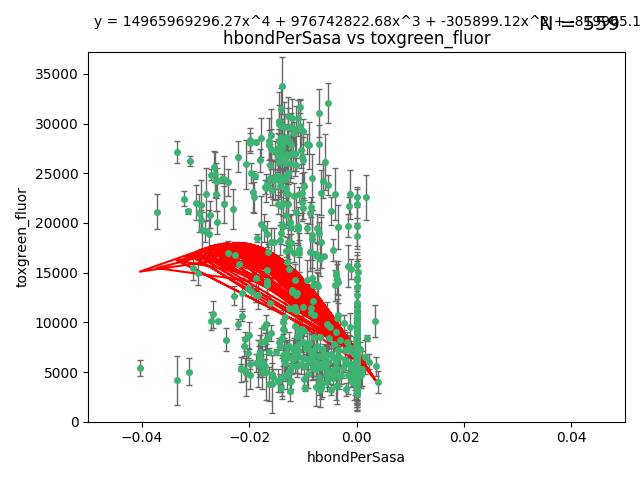 y = 14965969296.27x^4 + 976742822.68x^3 + -305899.12x^2 +
N = 559
hbondPerSasa vs toxgreen_fluor
35000
30000
25000
20000
15000
10000
5000
0
toxgreen_fluor
−0.04
−0.02
0.00
0.02
0.04
hbondPerSasa